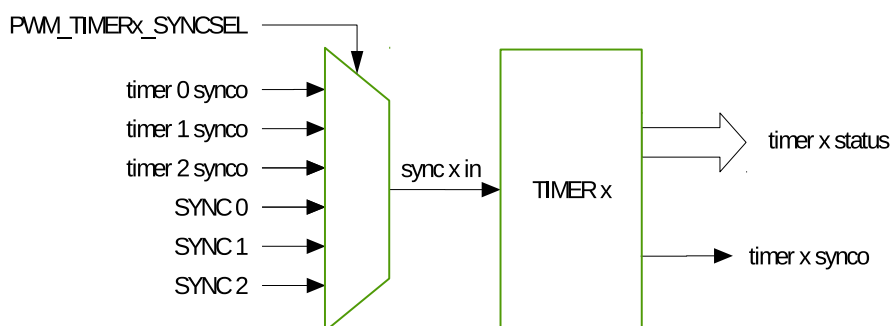 PWM_TIMERx_SYNCSEL
timer 0 synco
timer 1 synco
timer 2 synco
SYNC 0
SYNC 1
SYNC 2
sync x in
TIMER x
timer x status
timer x synco